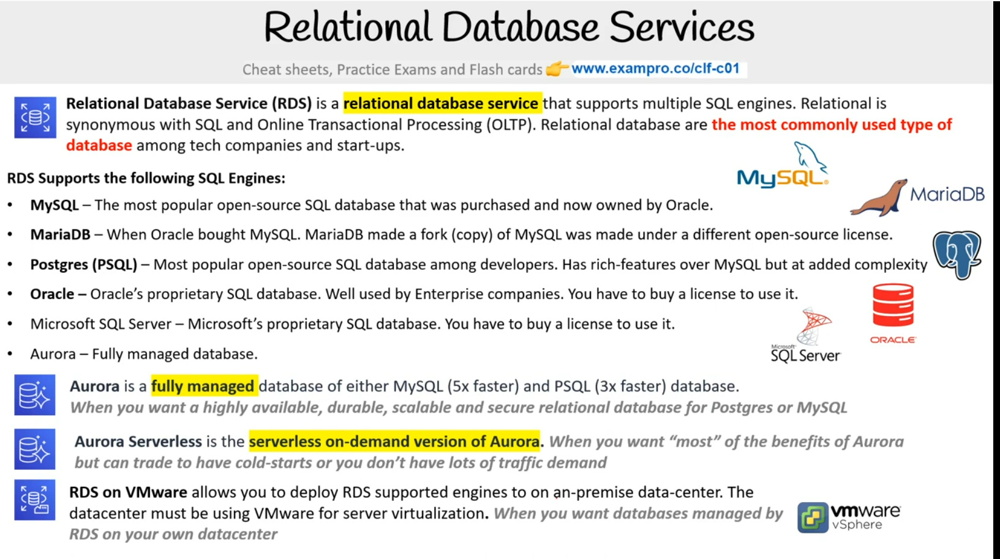 Relational Database Services
Cheat sheets, Practice Exams and Flash cards 👉 www.exampro.co/clf-c01
Relational Database Service (RDS) is a relational database service that supports multiple SQL engines. Relational is
synonymous with SQL and Online Transactional Processing (OLTP). Relational database are the most commonly used type of
database among tech companies and start-ups.
RDS Supports the following SQL Engines:
MySQL®
MariaDB
• MySQL – The most popular open-source SQL database that was purchased and now owned by Oracle.
• MariaDB – When Oracle bought MySQL. MariaDB made a fork (copy) of MySQL was made under a different open-source license.
• Postgres (PSQL) – Most popular open-source SQL database among developers. Has rich-features over MySQL but at added complexity
• Oracle – Oracle's proprietary SQL database. Well used by Enterprise companies. You have to buy a license to use it.
• Microsoft SQL Server – Microsoft's proprietary SQL database. You have to buy a license to use it.
ORACLE
Microsoft
SQL Server
• Aurora – Fully managed database.
Aurora is a fully managed database of either MySQL (5x faster) and PSQL (3x faster) database.
When you want a highly available, durable, scalable and secure relational database for Postgres or MySQL
Aurora Serverless is the serverless on-demand version of Aurora. When you want “most” of the benefits of Aurora
but can trade to have cold-starts or you don't have lots of traffic demand
RDS on VMware allows you to deploy RDS supported engines to on an-premise data-center. The
datacenter must be using VMware for server virtualization. When you want databases managed by
RDS on your own datacenter
vmware
vSphere